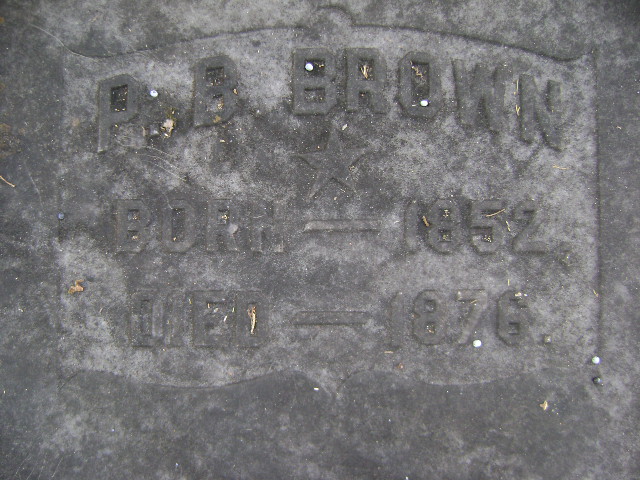 P. B. BROWN
BORN — 1852.
DIED — 1876.